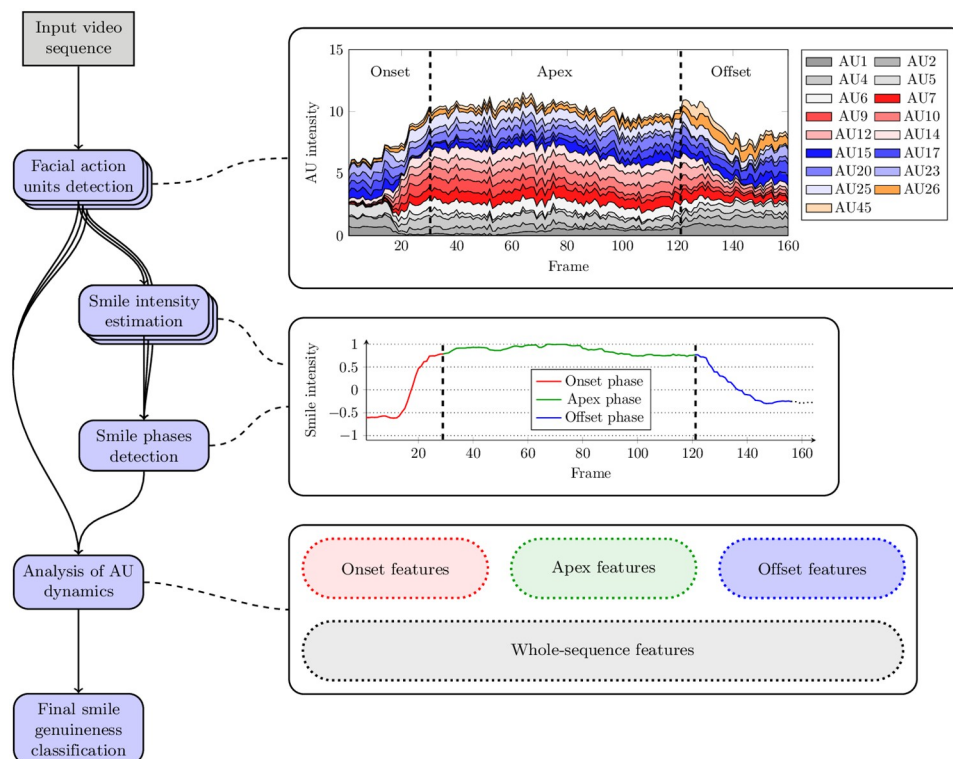 Input video
sequence
Facial action
units detection
Smile intensity
estimation
Smile phases
detection
Analysis of AU
dynamics
Final smile
genuineness
classification
15
10
5
0
AU intensity
Onset
Apex
Offset
20 40 60 80 100 120 140 160
Frame
AU1 AU2
AU4 AU5
AU6 AU7
AU9 AU10
AU12 AU14
AU15 AU17
AU20 AU23
AU25 AU26
AU45
1
0.5
0
−0.5
−1
Smile intensity
Onset phase
Apex phase
Offset phase
20 40 60 80 100 120 140 160
Frame
Onset features
Apex features
Offset features
Whole-sequence features